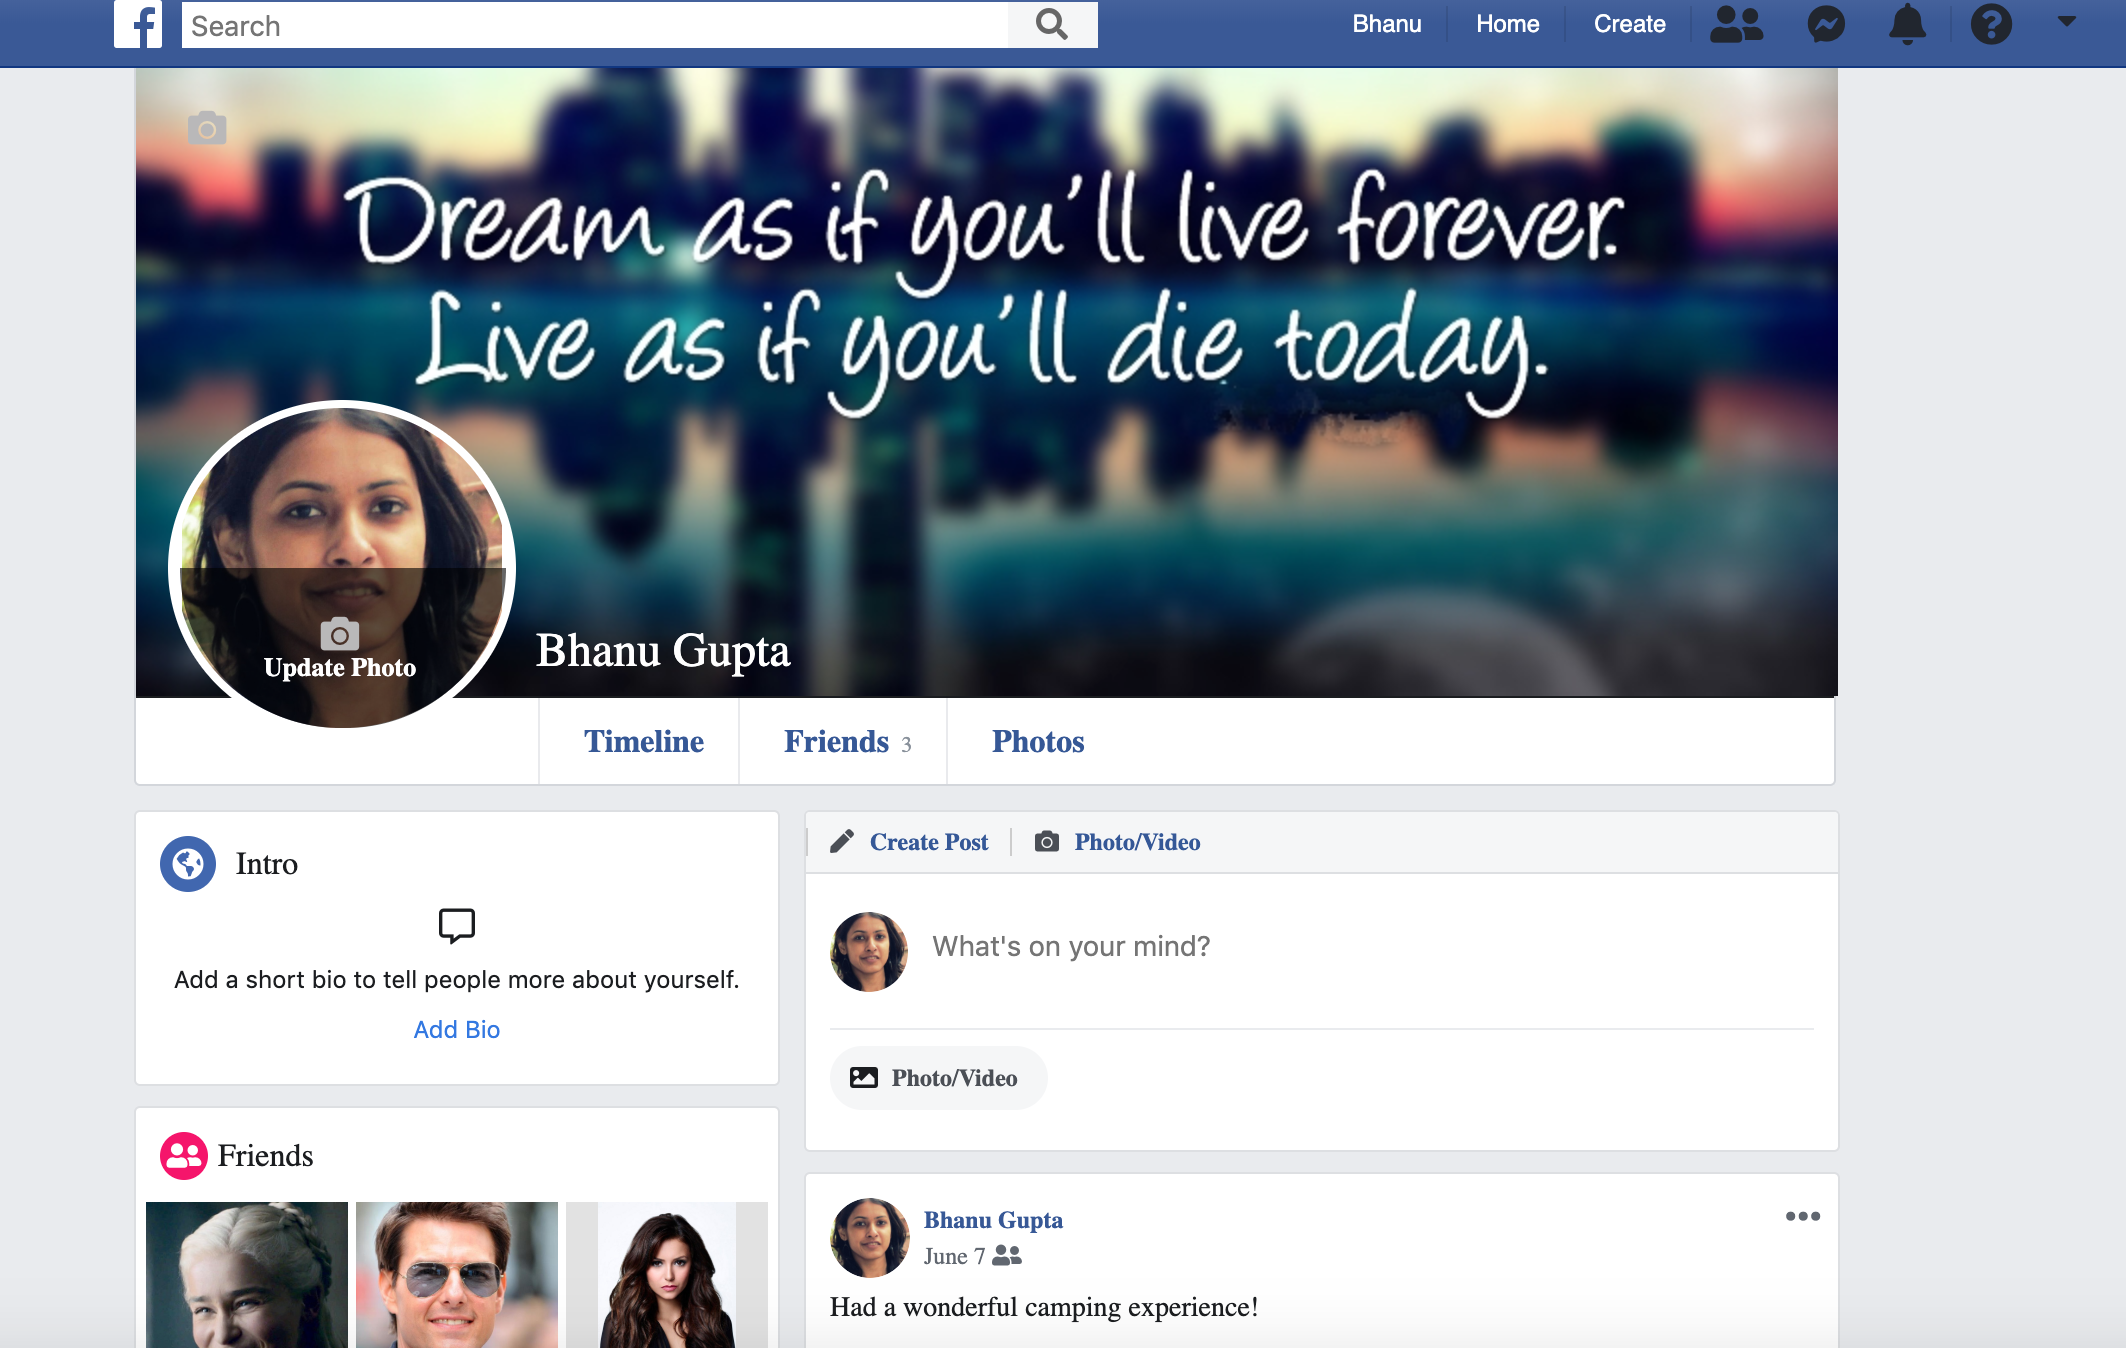 f
Search
Bhanu
Home
Create
?
Dream as if you'll live forever.
Live as if you'll die today.
Update Photo
Bhanu Gupta
Timeline
Friends 3
Photos
Intro
Add a short bio to tell people more about yourself.
Add Bio
Friends
Create Post
Photo/Video
What's on your mind?
Photo/Video
Bhanu Gupta
June 7
Had a wonderful camping experience!